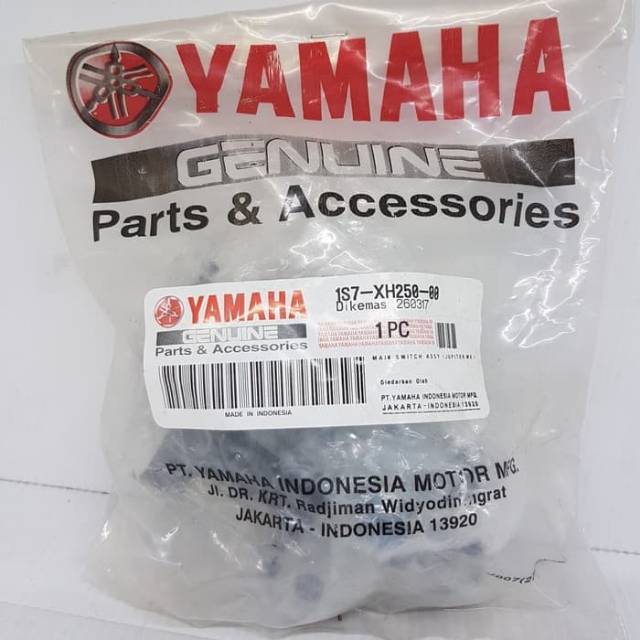 YAMAHA
GENUINE
Parts & Accessories
YAMAHA
GENUINE
Parts & Accessories
MADE IN INDONESIA
1S7-XH250-00
Dikemas 260317
1 PC
MAIN SWITCH ASSY
Diedarkan Oleh
PT.YAMAHA INDONESIA MOTOR MFG.
JAKARTA-INDONESIA 13920
PT. YAMAHA INDONESIA MOTOR MFG.
Jl. DR. KRT. Radjiman Widyodiningrat
JAKARTA - INDONESIA 13920